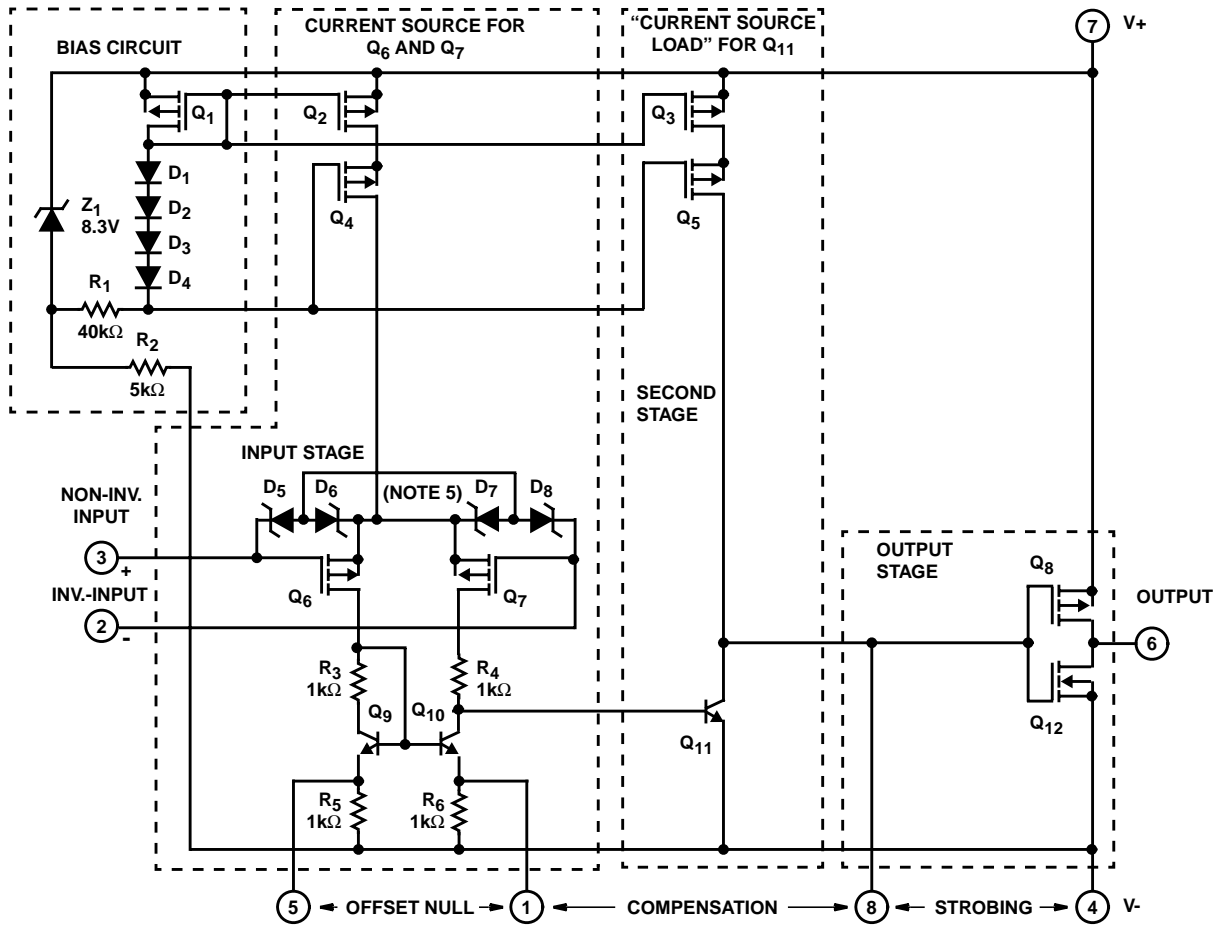 BIAS CIRCUIT
CURRENT SOURCE FOR
Q6 AND Q7
“CURRENT SOURCE
LOAD” FOR Q11
7
V+
Q1
Q2
Q3
D1
D2
D3
D4
Z1
8.3V
Q4
Q5
R1
40kΩ
R2
5kΩ
SECOND
STAGE
INPUT STAGE
D5
D6
(NOTE 5)
D7
D8
NON-INV.
INPUT
3
+
INV.-INPUT
2
-
Q6
Q7
OUTPUT
STAGE
Q8
OUTPUT
6
R3
1kΩ
R4
1kΩ
Q9
Q10
Q11
Q12
R5
1kΩ
R6
1kΩ
5
OFFSET NULL
1
COMPENSATION
8
STROBING
4
V-